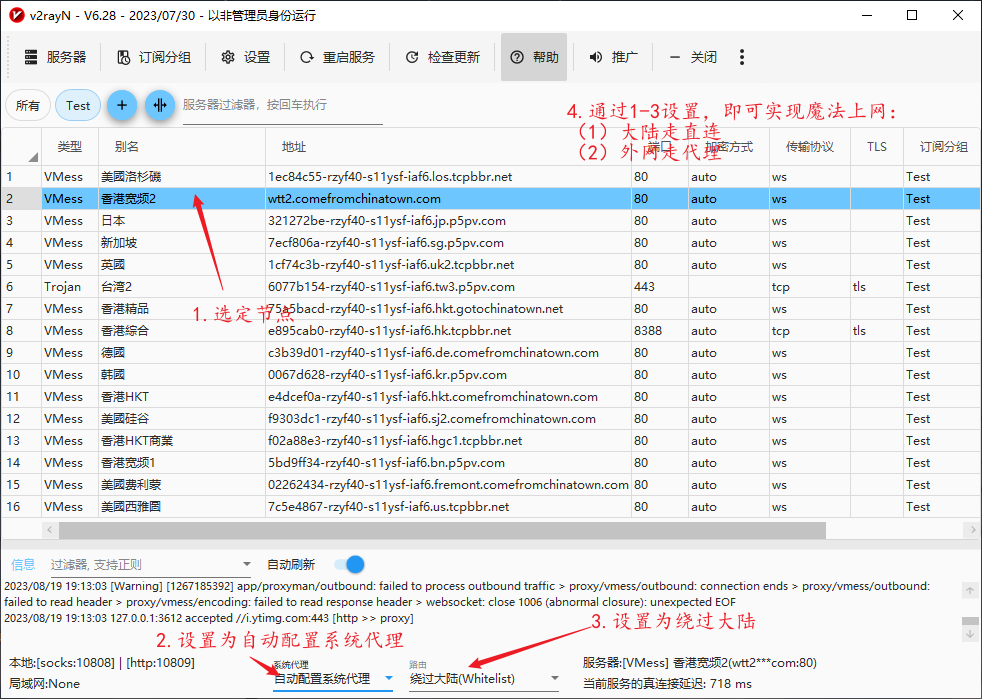 v2rayN - V6.28 - 2023/07/30 - 以非管理员身份运行
服务器 订阅分组 设置 重启服务 检查更新 帮助 推广 关闭
所有 Test 服务器过滤器，按回车执行
4. 通过1-3设置，即可实现魔法上网：
（1）大陆走直连
（2）外网走代理
类型 别名 地址 端口 加密方式 传输协议 TLS 订阅分组
1 VMess 美國洛杉磯 1ec84c55-rzyf40-s11ysf-iaf6.los.tcpbbr.net 80 auto ws Test
2 VMess 香港宽频2 wtt2.comefromchinatown.com 80 auto ws Test
3 VMess 日本 321272be-rzyf40-s11ysf-iaf6.jp.p5pv.com 80 auto ws Test
4 VMess 新加坡 7ecf806a-rzyf40-s11ysf-iaf6.sg.p5pv.com 80 auto ws Test
5 VMess 英國 1cf74c3b-rzyf40-s11ysf-iaf6.uk2.tcpbbr.net 80 auto ws Test
6 Trojan 台湾2 6077b154-rzyf40-s11ysf-iaf6.tw3.p5pv.com 443 tcp tls Test
7 VMess 香港精品 75a5bacd-rzyf40-s11ysf-iaf6.hkt.gotochinatown.net 80 auto ws Test
1. 选定节点
8 VMess 香港綜合 e895cab0-rzyf40-s11ysf-iaf6.hk.tcpbbr.net 8388 auto tcp tls Test
9 VMess 德國 c3b39d01-rzyf40-s11ysf-iaf6.de.comefromchinatown.com 80 auto ws Test
10 VMess 韩國 0067d628-rzyf40-s11ysf-iaf6.kr.p5pv.com 80 auto ws Test
11 VMess 香港HKT e4dcef0a-rzyf40-s11ysf-iaf6.hkt.comefromchinatown.com 80 auto ws Test
12 VMess 美國硅谷 f9303dc1-rzyf40-s11ysf-iaf6.sj2.comefromchinatown.com 80 auto ws Test
13 VMess 香港HKT商業 f02a88e3-rzyf40-s11ysf-iaf6.hgc1.tcpbbr.net 80 auto ws Test
14 VMess 香港宽频1 5bd9ff34-rzyf40-s11ysf-iaf6.bn.p5pv.com 80 auto ws Test
15 VMess 美國费利蒙 02262434-rzyf40-s11ysf-iaf6.fremont.comefromchinatown.com 80 auto ws Test
16 VMess 美國西雅圖 7c5e4867-rzyf40-s11ysf-iaf6.us.tcpbbr.net 80 auto ws Test
信息 过滤器, 支持正则 自动刷新
2023/08/19 19:13:03 [Warning] [1267185392] app/proxyman/outbound: failed to process outbound traffic > proxy/vmess/outbound: connection ends > proxy/vmess/outbound:
failed to read header > proxy/vmess/encoding: failed to read response header > websocket: close 1006 (abnormal closure): unexpected EOF
2023/08/19 19:13:03 127.0.0.1:3612 accepted //i.ytimg.com:443 [http >> proxy]
2. 设置为自动配置系统代理 3. 设置为绕过大陆
本地:[socks:10808] | [http:10809] 系统代理 路由 服务器:[VMess] 香港宽频2(wtt2***com:80)
局域网:None 自动配置系统代理 绕过大陆(Whitelist) 当前服务的真连接延迟: 718 ms